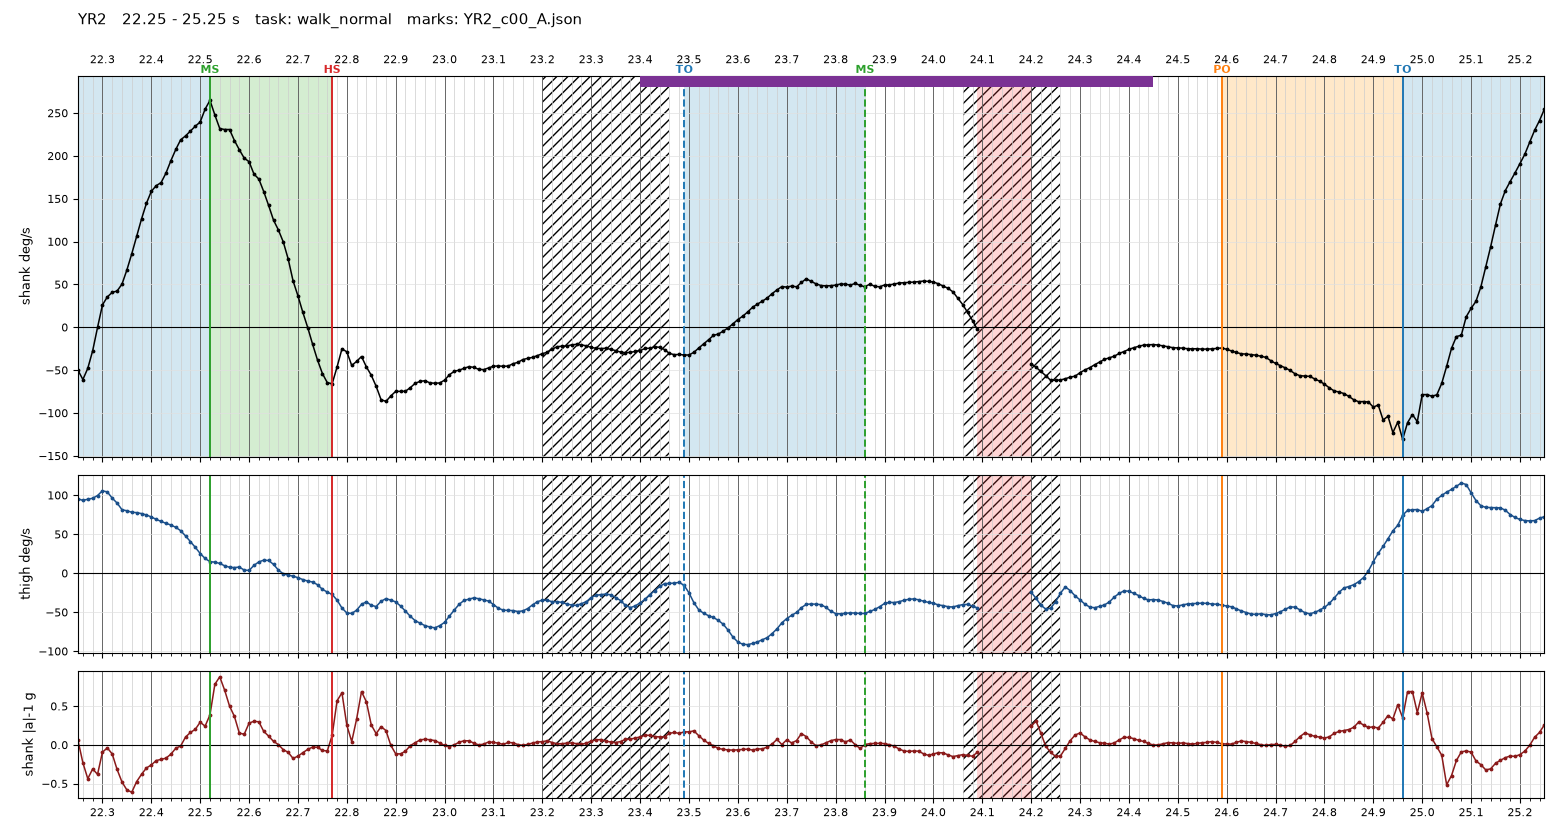 YR2   22.25 - 25.25 s   task: walk_normal   marks: YR2_c00_A.json
22.3 22.4 22.5 22.6 22.7 22.8 22.9 23.0 23.1 23.2 23.3 23.4 23.5 23.6 23.7 23.8 23.9 24.0 24.1 24.2 24.3 24.4 24.5 24.6 24.7 24.8 24.9 25.0 25.1 25.2
MS HS TO MS PO TO
shank deg/s
250
200
150
100
50
0
−50
−100
−150
thigh deg/s
100
50
0
−50
−100
shank |a|-1 g
0.5
0.0
−0.5
22.3 22.4 22.5 22.6 22.7 22.8 22.9 23.0 23.1 23.2 23.3 23.4 23.5 23.6 23.7 23.8 23.9 24.0 24.1 24.2 24.3 24.4 24.5 24.6 24.7 24.8 24.9 25.0 25.1 25.2